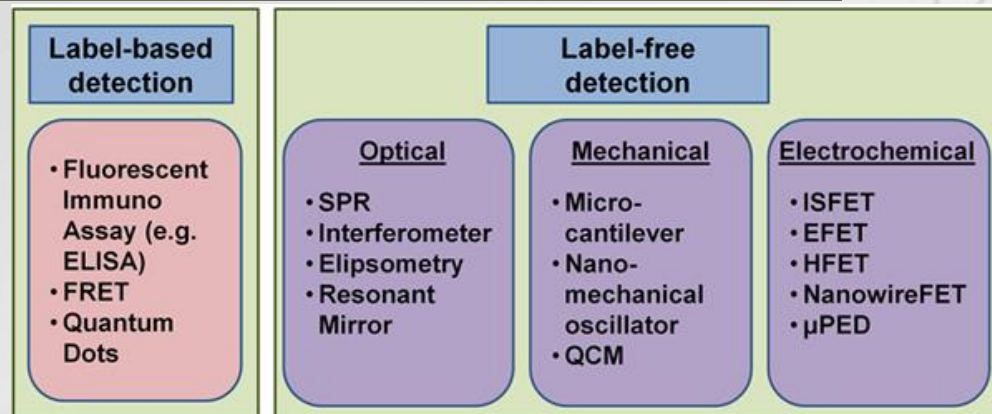 Label-based
detection
• Fluorescent
Immuno
Assay (e.g.
ELISA)
• FRET
• Quantum
Dots
Label-free
detection
Optical
• SPR
• Interferometer
• Elipsometry
• Resonant
Mirror
Mechanical
• Micro-
cantilever
• Nano-
mechanical
oscillator
• QCM
Electrochemical
• ISFET
• EFET
• HFET
• NanowireFET
• µPED